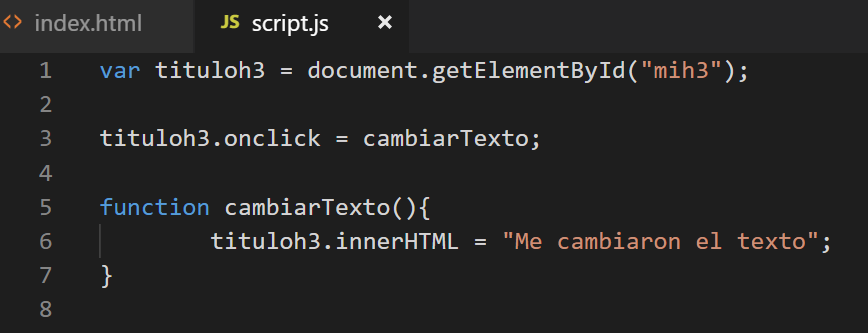 <> index.html JS script.js ×
1 var tituloh3 = document.getElementById("mih3");
2
3 tituloh3.onclick = cambiarTexto;
4
5 function cambiarTexto(){
6 tituloh3.innerHTML = "Me cambiaron el texto";
7 }
8